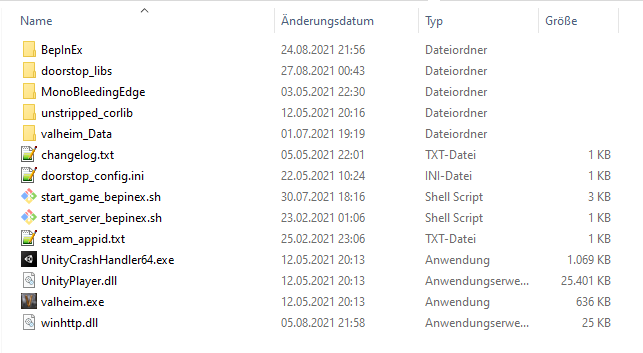 Name Änderungsdatum Typ Größe
BepInEx 24.08.2021 21:56 Dateiordner
doorstop_libs 27.08.2021 00:43 Dateiordner
MonoBleedingEdge 03.05.2021 22:30 Dateiordner
unstripped_corlib 12.05.2021 20:16 Dateiordner
valheim_Data 01.07.2021 19:19 Dateiordner
changelog.txt 05.05.2021 22:01 TXT-Datei 1 KB
doorstop_config.ini 22.05.2021 10:24 INI-Datei 1 KB
start_game_bepinex.sh 30.07.2021 18:16 Shell Script 3 KB
start_server_bepinex.sh 23.02.2021 01:06 Shell Script 3 KB
steam_appid.txt 25.02.2021 23:06 TXT-Datei 1 KB
UnityCrashHandler64.exe 12.05.2021 20:13 Anwendung 1.069 KB
UnityPlayer.dll 12.05.2021 20:13 Anwendungserwe... 25.401 KB
valheim.exe 12.05.2021 20:13 Anwendung 636 KB
winhttp.dll 05.08.2021 21:58 Anwendungserwe... 25 KB